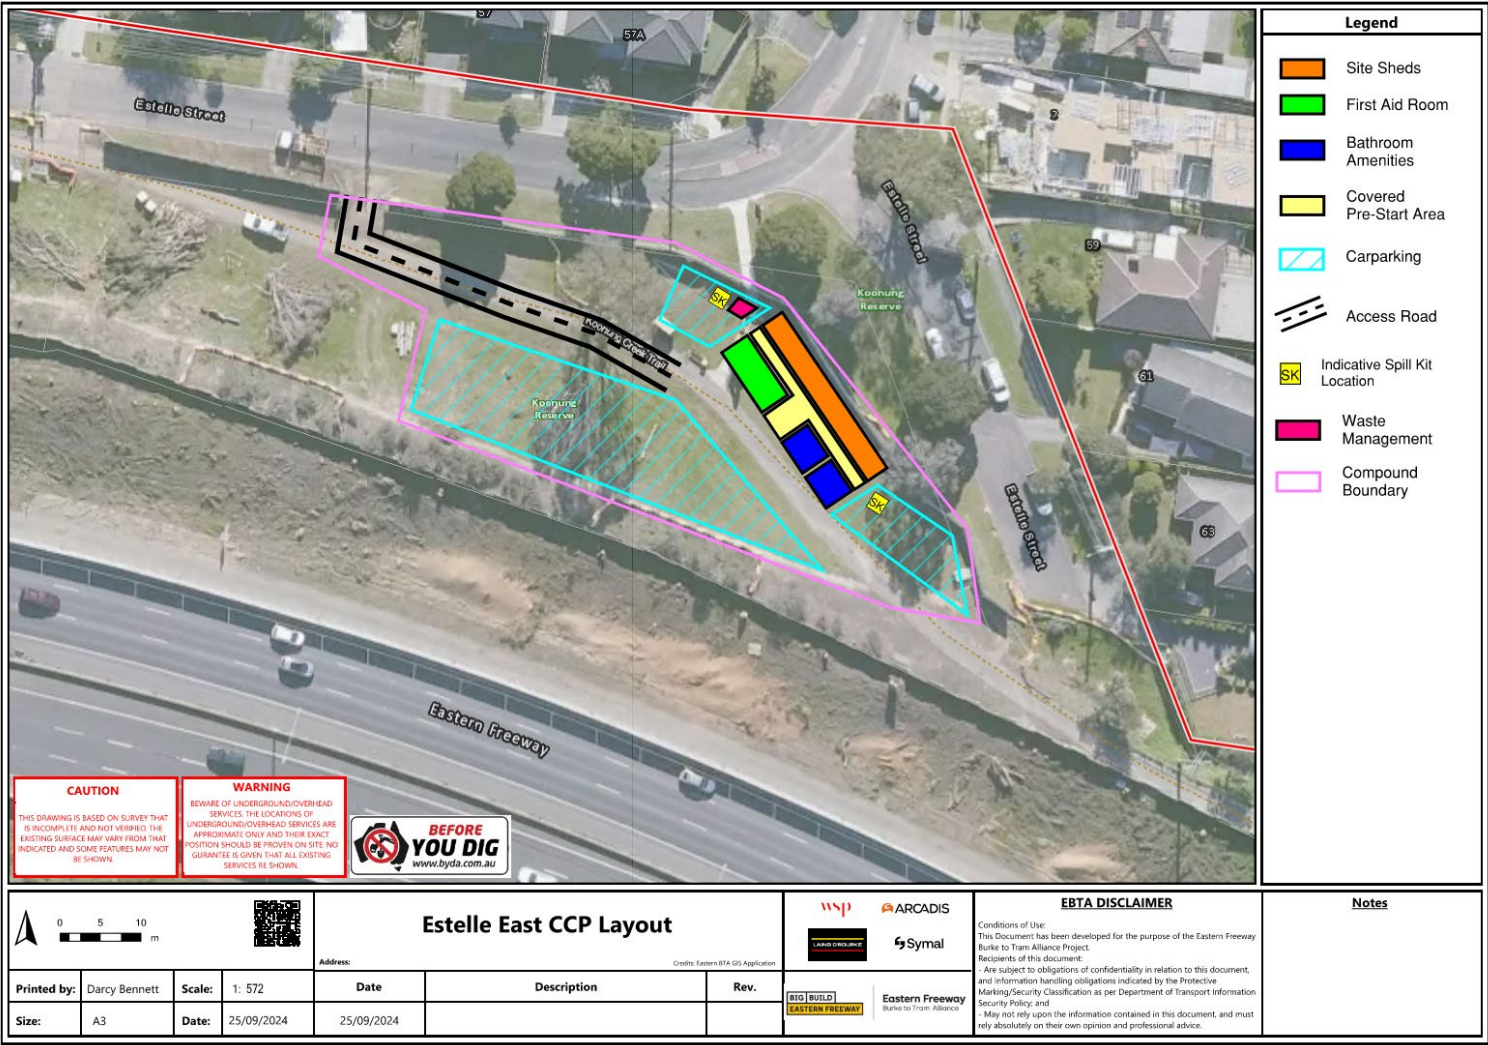 57
57A
Estelle Street
2
Estelle Street
59
Koonung
Reserve
SK
Koonung Creek Trail
61
Koonung
Reserve
SK
Estelle Street
63
Eastern Freeway
CAUTION
THIS DRAWING IS BASED ON SURVEY THAT
IS INCOMPLETE AND NOT VERIFIED. THE
EXISTING SURFACE MAY VARY FROM THAT
INDICATED AND SOME FEATURES MAY NOT
BE SHOWN.
WARNING
BEWARE OF UNDERGROUND/OVERHEAD
SERVICES. THE LOCATIONS OF
UNDERGROUND/OVERHEAD SERVICES ARE
APPROXIMATE ONLY AND THEIR EXACT
POSITION SHOULD BE PROVEN ON SITE. NO
GURANTEE IS GIVEN THAT ALL EXISTING
SERVICES RE SHOWN.
BEFORE
YOU DIG
www.byda.com.au
Legend
Site Sheds
First Aid Room
Bathroom
Amenities
Covered
Pre-Start Area
Carparking
Access Road
SK
Indicative Spill Kit
Location
Waste
Management
Compound
Boundary
0 5 10
m
Estelle East CCP Layout
Address:
Credits: Eastern BTA GIS Application
Printed by: Darcy Bennett Scale: 1: 572
Size: A3 Date: 25/09/2024
Date Description Rev.
25/09/2024
wsp ARCADIS
LAING O'ROURKE Symal
BIG BUILD
EASTERN FREEWAY
Eastern Freeway
Burke to Tram Alliance
EBTA DISCLAIMER
Conditions of Use:
This Document has been developed for the purpose of the Eastern Freeway
Burke to Tram Alliance Project.
Recipients of this document:
- Are subject to obligations of confidentiality in relation to this document,
and information handling obligations indicated by the Protective
Marking/Security Classification as per Department of Transport Information
Security Policy; and
- May not rely upon the information contained in this document, and must
rely absolutely on their own opinion and professional advice.
Notes